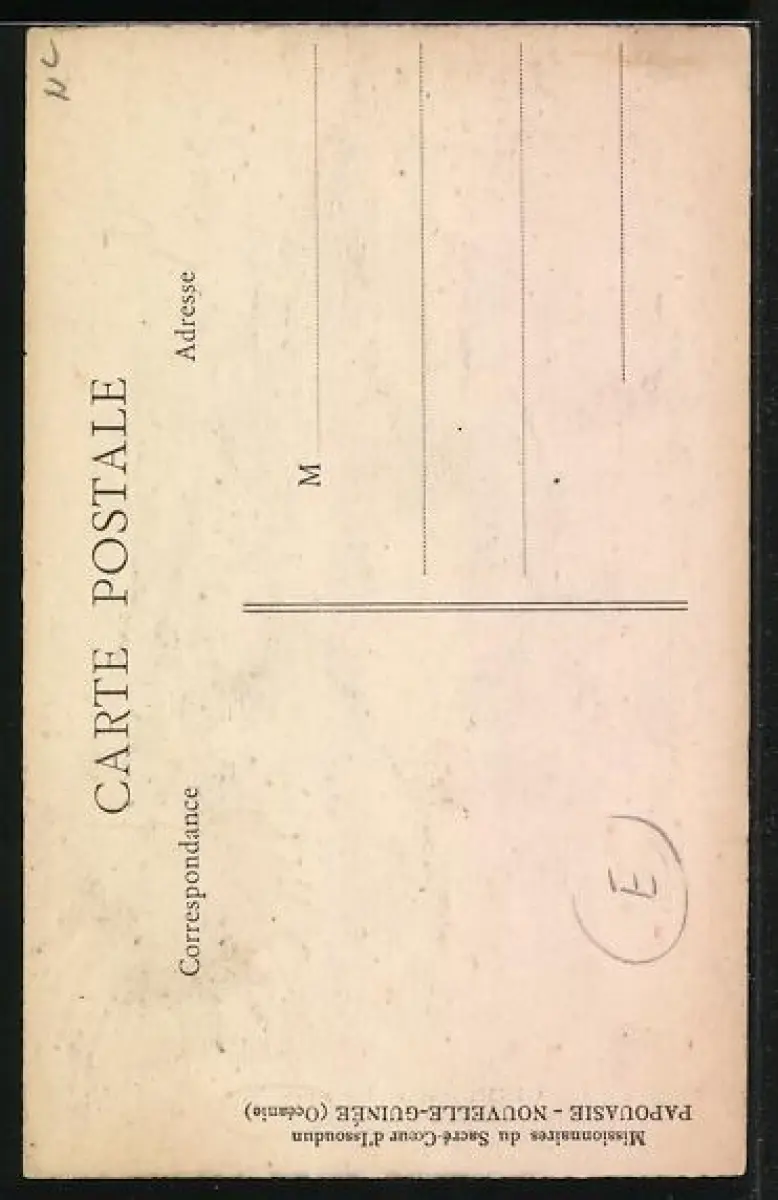 CARTE POSTALE
Correspondance
Adresse
M
Missionnaires du Sacré-Cœur d'Issoudun
PAPOUASIE - NOUVELLE-GUINÉE (Océanie)
E